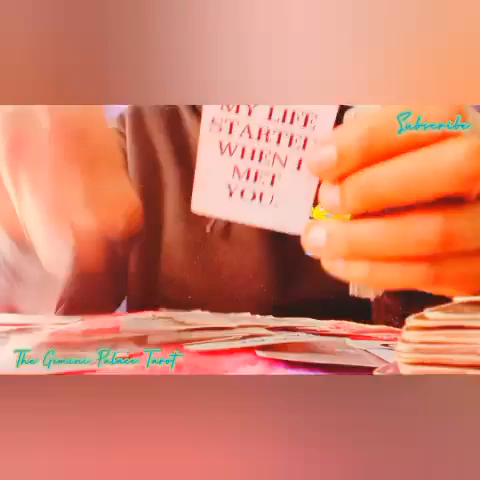 MY LIFE
STARTED
WHEN I
MET
YOU.
Subscribe
The Gemini Palace Tarot